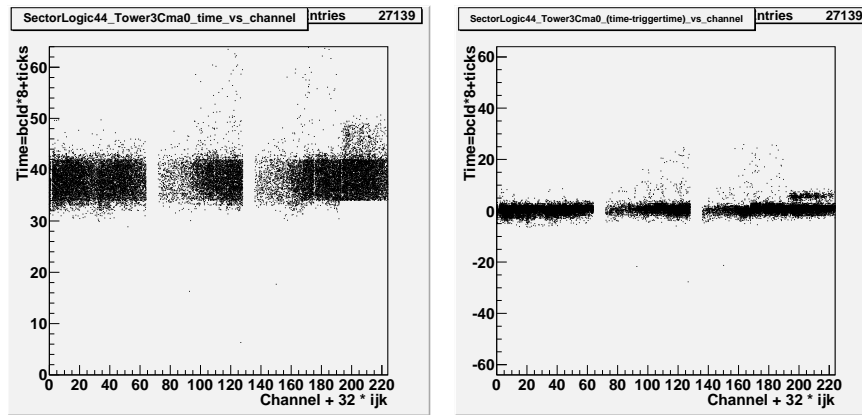 SectorLogic44_Tower3Cma0_time_vs_channel
ntries 27139
Time=bcId*8+ticks
60
50
40
30
20
10
0
0 20 40 60 80 100 120 140 160 180 200 220
Channel + 32 * ijk
SectorLogic44_Tower3Cma0_(time-triggertime)_vs_channel
ntries 27139
Time=bcId*8+ticks
60
40
20
0
-20
-40
-60
0 20 40 60 80 100 120 140 160 180 200 220
Channel + 32 * ijk